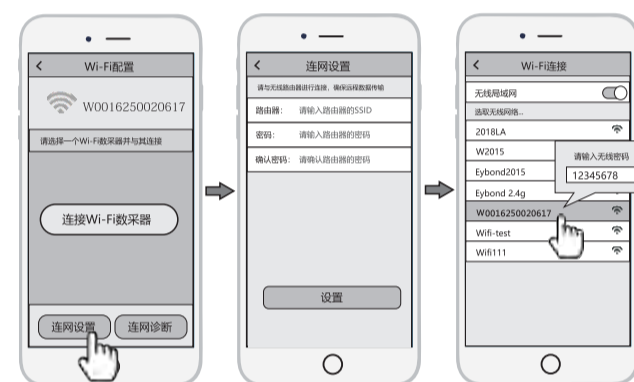 Wi-Fi配置
W0016250020617
请选择一个Wi-Fi数采器并与其连接
连接Wi-Fi数采器
连网设置
连网诊断
连网设置
请与无线路由器进行连接，确保远程数据传输
路由器： 请输入路由器的SSID
密码： 请输入路由器的密码
确认密码： 请确认路由器的密码
设置
Wi-Fi连接
无线局域网
选取无线网络...
2018LA
W2015
请输入无线密码
12345678
Eybond2015
Eybond 2.4g
W0016250020617
Wifi-test
Wifi111